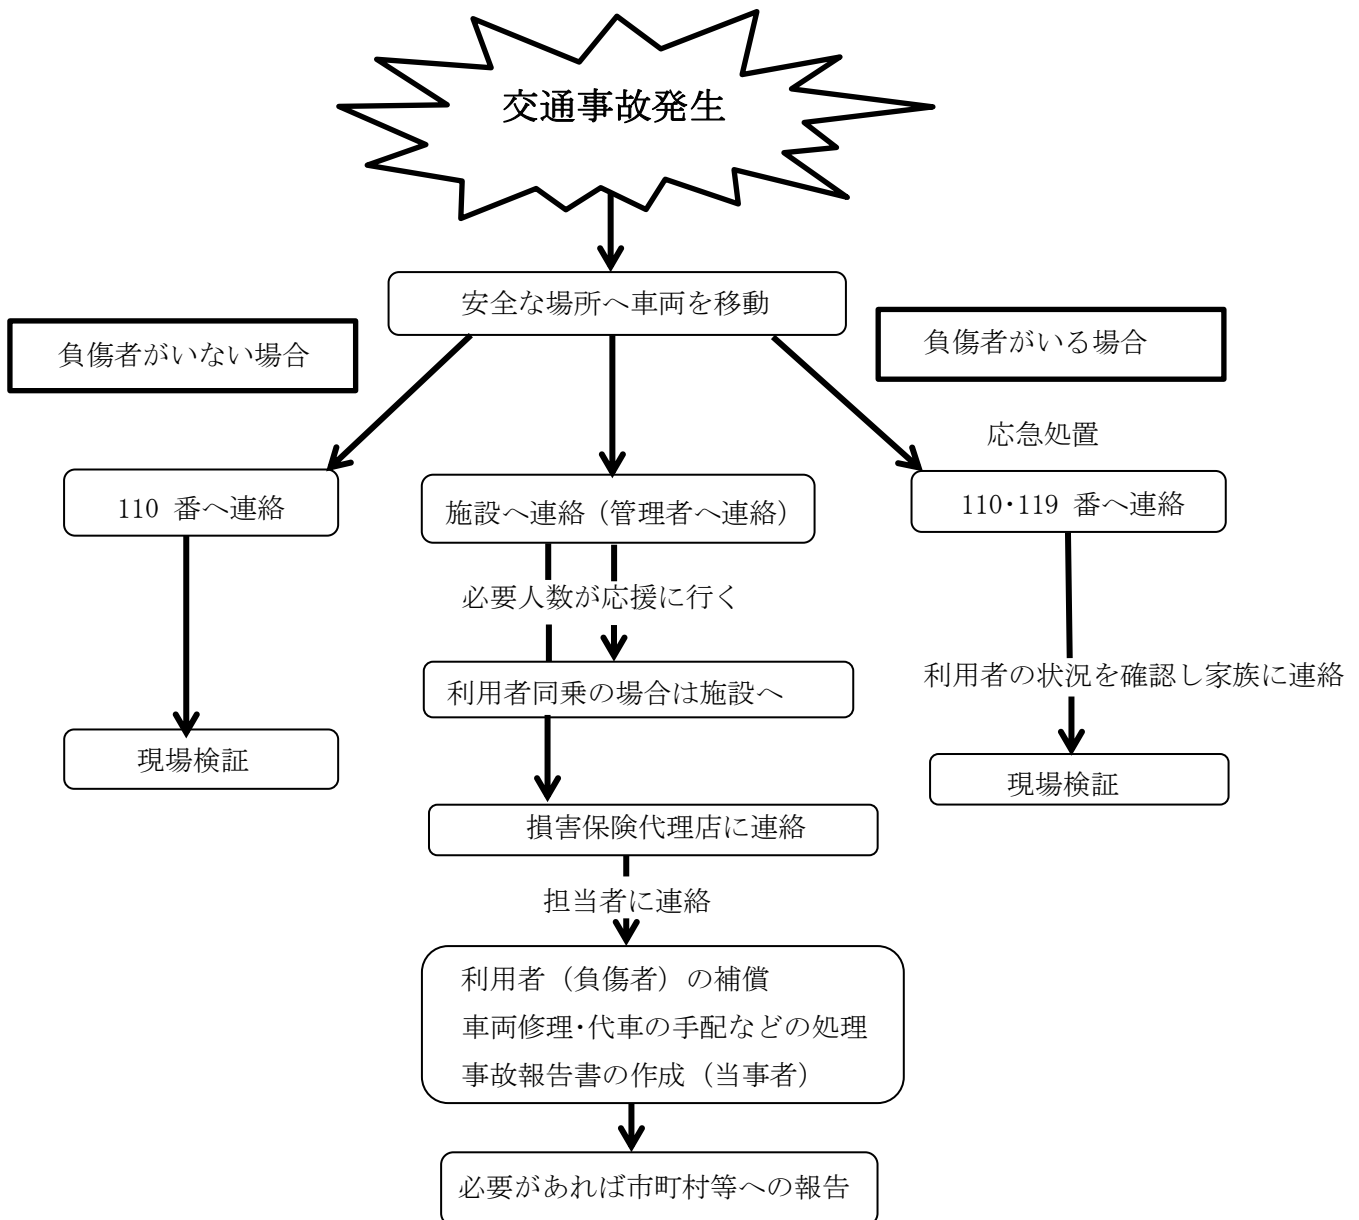 交通事故発生
安全な場所へ車両を移動
負傷者がいない場合
負傷者がいる場合
応急処置
110 番へ連絡
施設へ連絡（管理者へ連絡）
110・119 番へ連絡
必要人数が応援に行く
利用者同乗の場合は施設へ
利用者の状況を確認し家族に連絡
現場検証
現場検証
損害保険代理店に連絡
担当者に連絡
利用者（負傷者）の補償
車両修理・代車の手配などの処理
事故報告書の作成（当事者）
必要があれば市町村等への報告